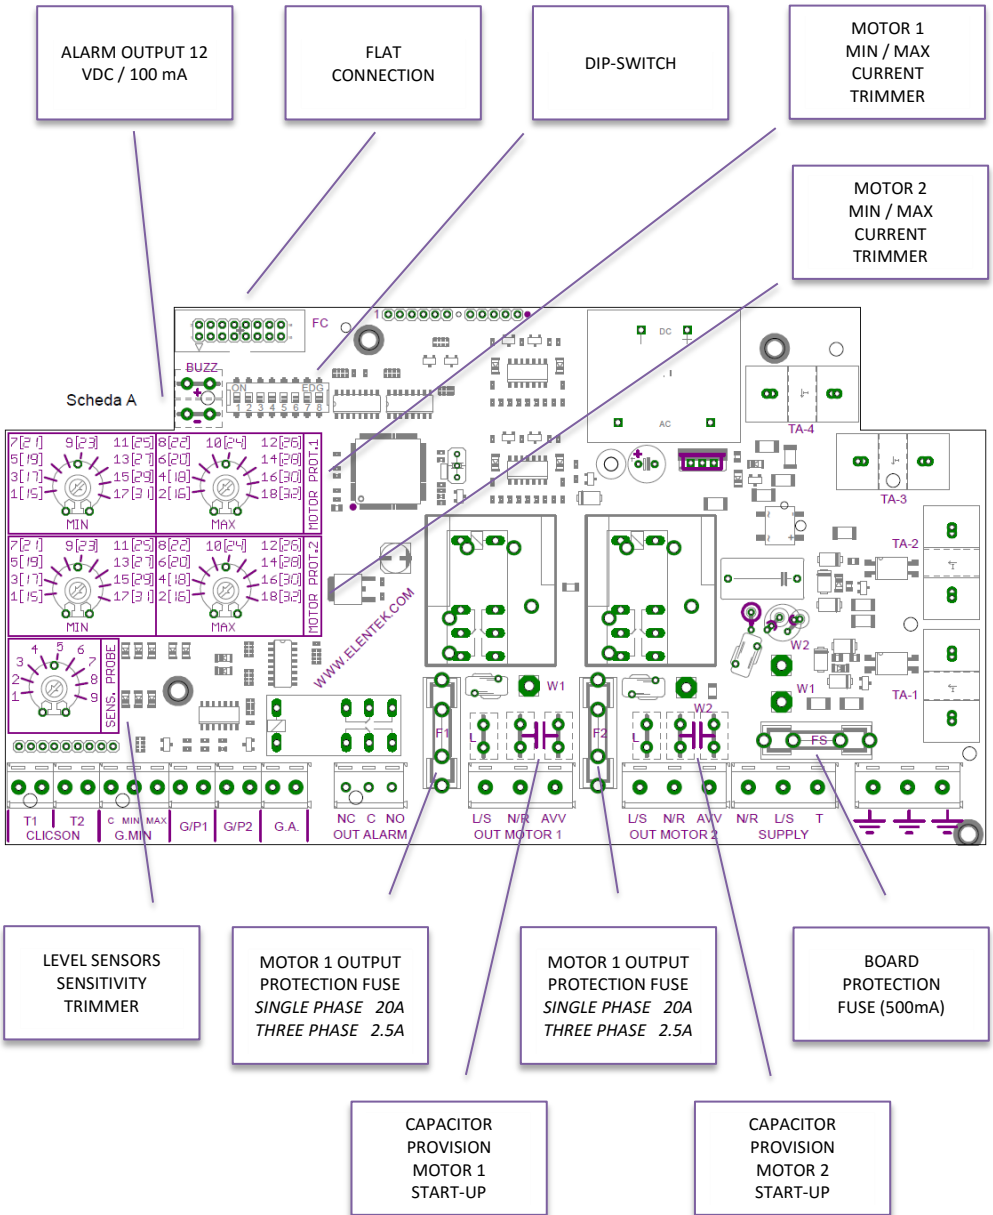 ALARM OUTPUT 12
VDC / 100 mA
FLAT
CONNECTION
DIP-SWITCH
MOTOR 1
MIN / MAX
CURRENT
TRIMMER
MOTOR 2
MIN / MAX
CURRENT
TRIMMER
FC
1
DC
BUZZ
+
-
ON
EDG
1 2 3 4 5 6 7 8
Scheda A
AC
TA-4
7[21] 9[23] 11[25]
5[19] 13[27]
3[17] 15[29]
1[15] 17[31]
MIN
8[22] 10[24] 12[26]
6[20] 14[28]
4[18] 16[30]
2[16] 18[32]
MAX
MOTOR PROT.1
TA-3
7[21] 9[23] 11[25]
5[19] 13[27]
3[17] 15[29]
1[15] 17[31]
MIN
8[22] 10[24] 12[26]
6[20] 14[28]
4[18] 16[30]
2[16] 18[32]
MAX
MOTOR PROT.2
TA-2
WWW.ELENTEK.COM
1 2 3 4 5 6 7 8 9
SENS. PROBE
W1
W2
W2
W1
TA-1
F1
L
F2
L
FS
T1 T2
CLICSON
C MIN MAX
G.MIN
G/P1
G/P2
G.A.
NC C NO
OUT ALARM
L/S N/R AVV
OUT MOTOR 1
L/S N/R AVV
OUT MOTOR 2
N/R L/S T
SUPPLY
LEVEL SENSORS
SENSITIVITY
TRIMMER
MOTOR 1 OUTPUT
PROTECTION FUSE
SINGLE PHASE 20A
THREE PHASE 2.5A
MOTOR 1 OUTPUT
PROTECTION FUSE
SINGLE PHASE 20A
THREE PHASE 2.5A
BOARD
PROTECTION
FUSE (500mA)
CAPACITOR
PROVISION
MOTOR 1
START-UP
CAPACITOR
PROVISION
MOTOR 2
START-UP